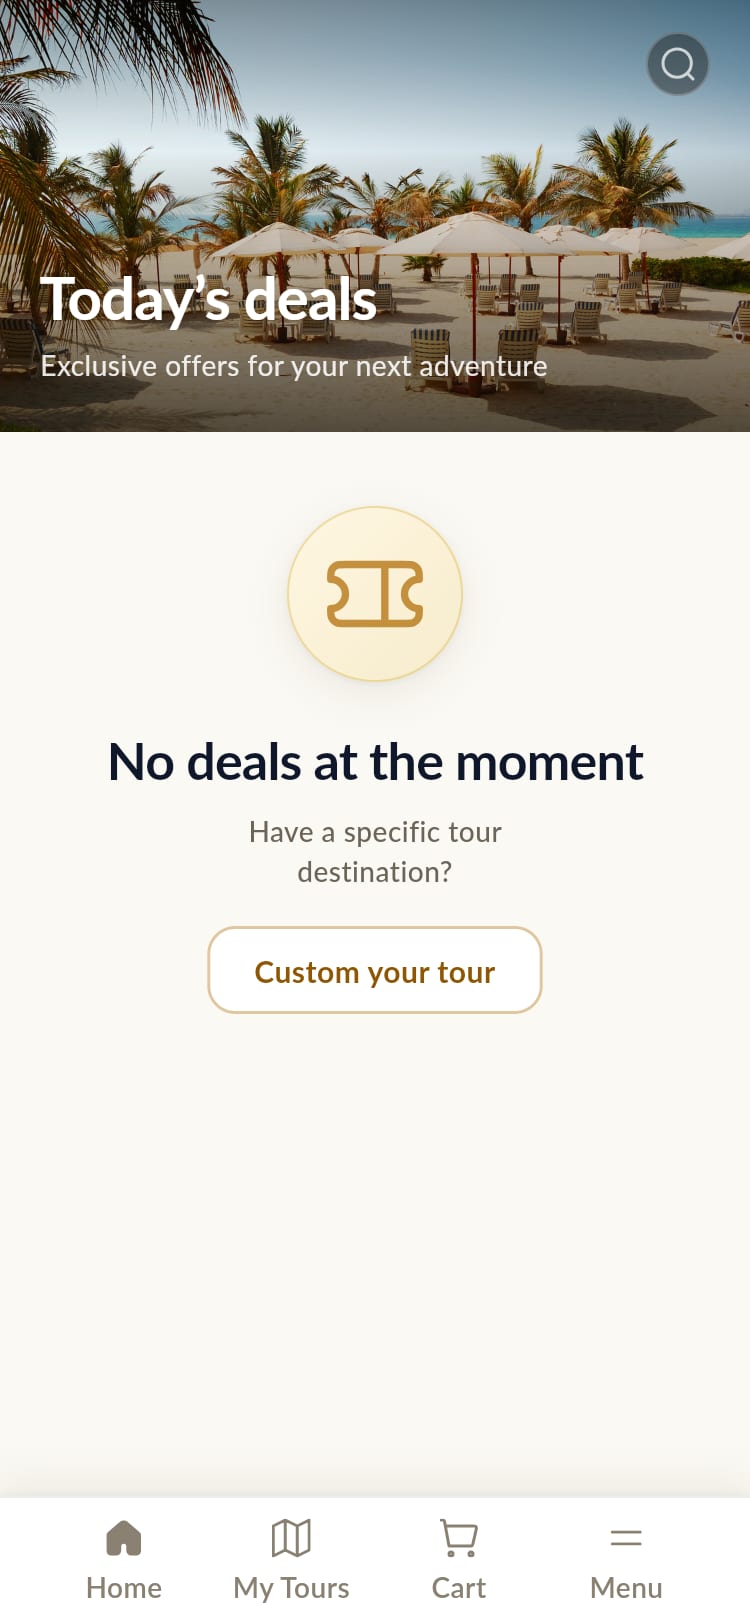 Today’s deals
Exclusive offers for your next adventure
No deals at the moment
Have a specific tour
destination?
Custom your tour
Home
My Tours
Cart
Menu